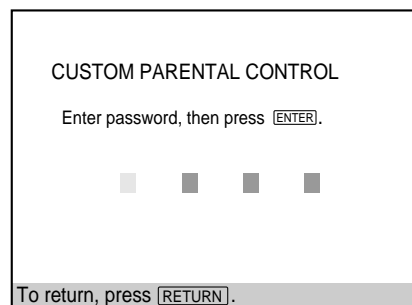 CUSTOM PARENTAL CONTROL
Enter password, then press ENTER.
To return, press RETURN.